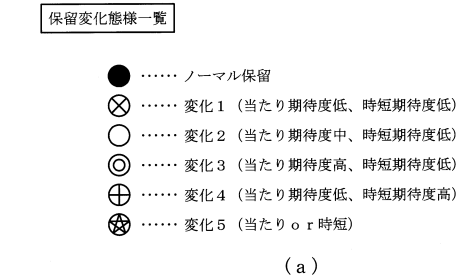 保留変化態様一覧
●……ノーマル保留
⊗……変化１（当たり期待度低、時短期待度低）
○……変化２（当たり期待度中、時短期待度低）
◎……変化３（当たり期待度高、時短期待度低）
⊕……変化４（当たり期待度低、時短期待度高）
……変化５（当たりｏｒ時短）
（ａ）